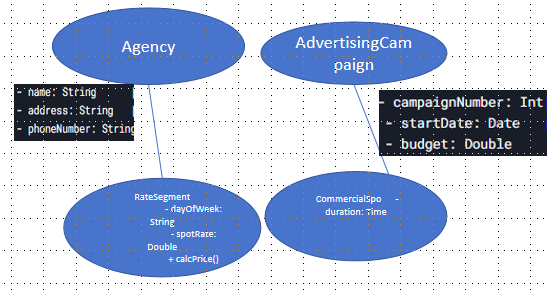 Agency
AdvertisingCam
paign
- name: String
- address: String
- phoneNumber: String
- campaignNumber: Int
- startDate: Date
- budget: Double
RateSegment
- dayOfWeek:
String
- spotRate:
Double
+ calcPrice()
CommercialSpo -
duration: Time